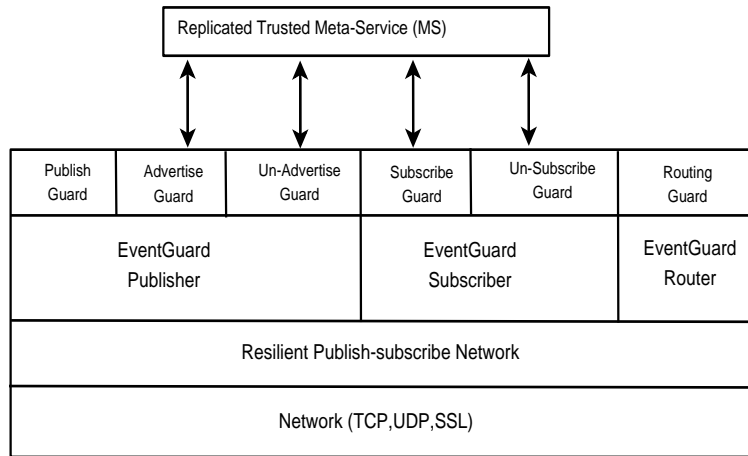 Replicated Trusted Meta-Service (MS)
Publish
Guard
Advertise
Guard
Un-Advertise
Guard
Subscribe
Guard
Un-Subscribe
Guard
Routing
Guard
EventGuard
Publisher
EventGuard
Subscriber
EventGuard
Router
Resilient Publish-subscribe Network
Network (TCP,UDP,SSL)